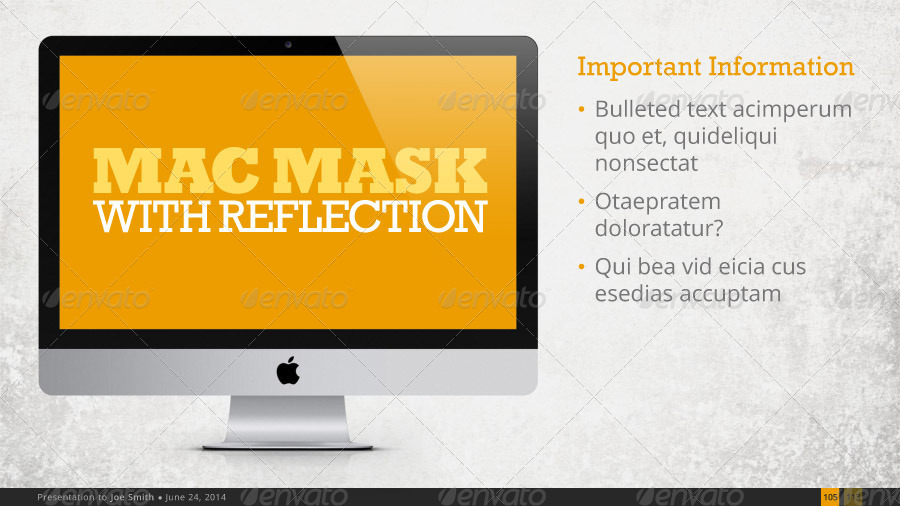 MAC MASK
WITH REFLECTION
Important Information
• Bulleted text acimperum
quo et, quideliqui
nonsectat
• Otaepratem
doloratatur?
• Qui bea vid eicia cus
esedias accuptam
Presentation to Joe Smith ● June 24, 2014
105
envato